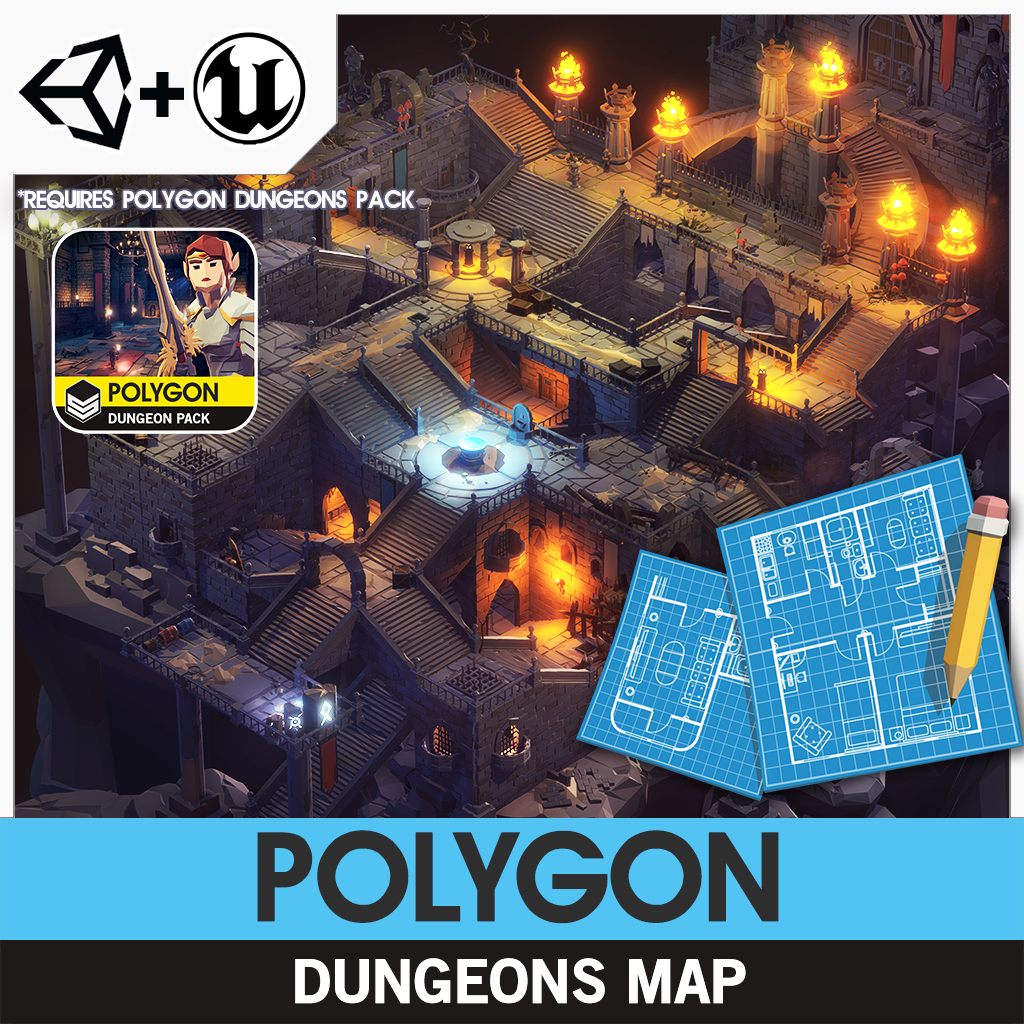 +
*REQUIRES POLYGON DUNGEONS PACK
POLYGON
DUNGEON PACK
POLYGON
DUNGEONS MAP